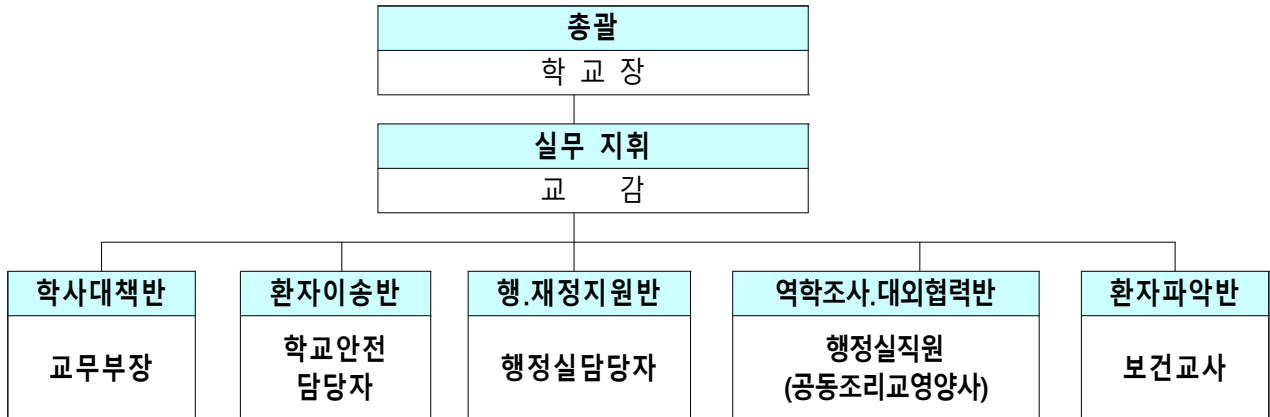 총괄
학 교 장
실무 지휘
교 감
학사대책반
교무부장
환자이송반
학교안전
담당자
행.재정지원반
행정실담당자
역학조사.대외협력반
행정실직원
(공동조리교영양사)
환자파악반
보건교사